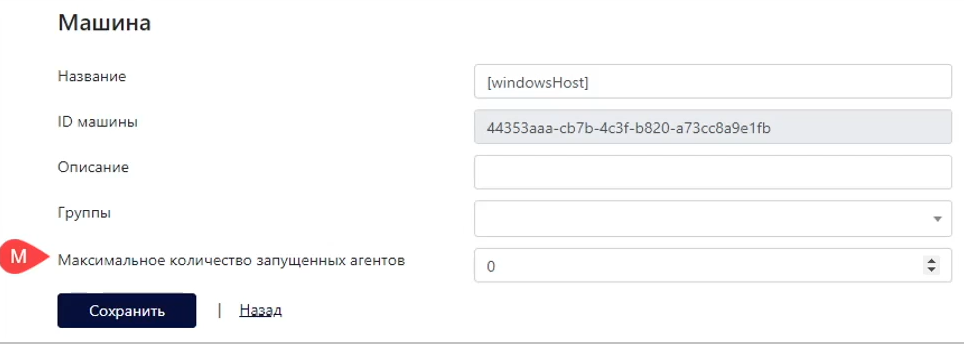 Машина
Название [windowsHost]
ID машины 44353aaa-cb7b-4c3f-b820-a73cc8a9e1fb
Описание
Группы
М Максимальное количество запущенных агентов 0
Сохранить | Назад